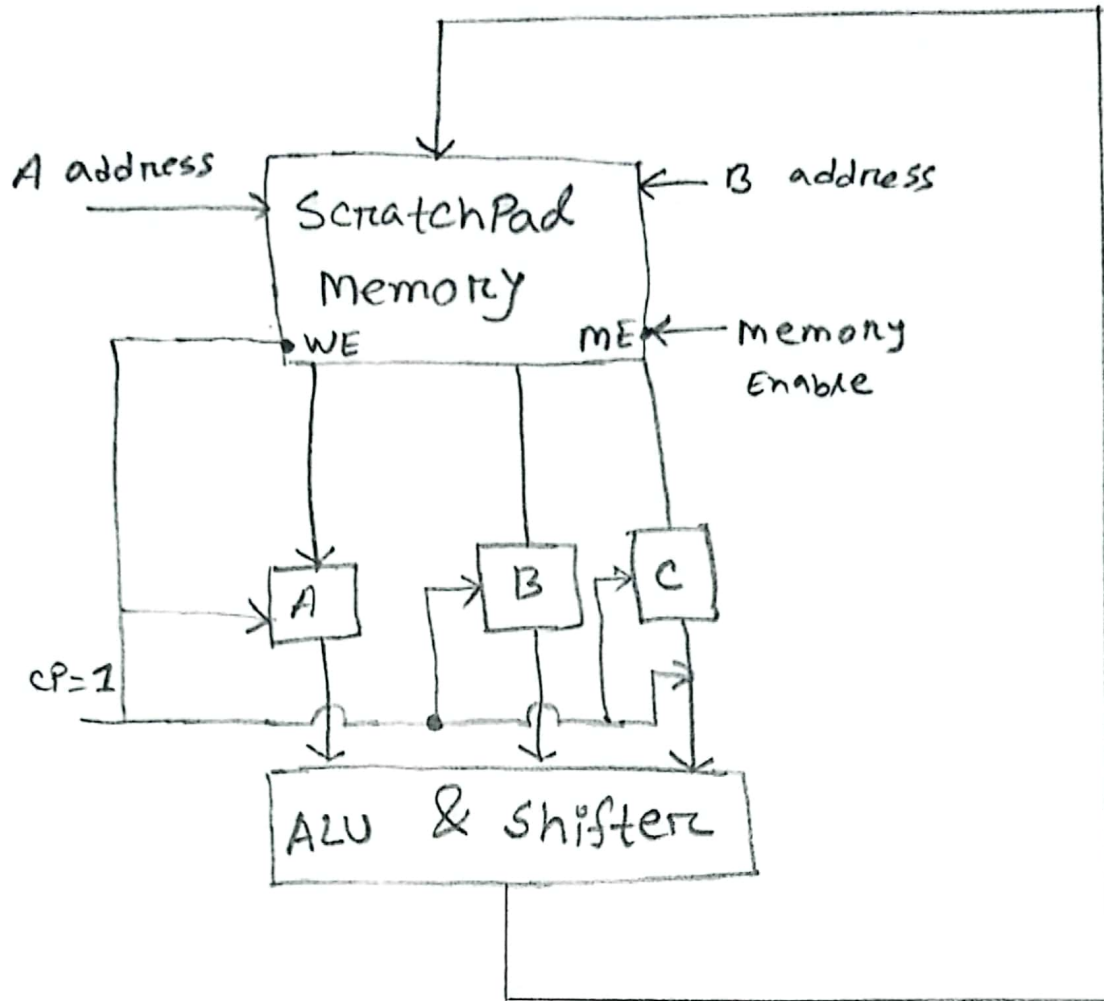 A address
B address
ScratchPad
Memory
WE
ME
Memory
Enable
A
B
C
CP=1
ALU & Shifter